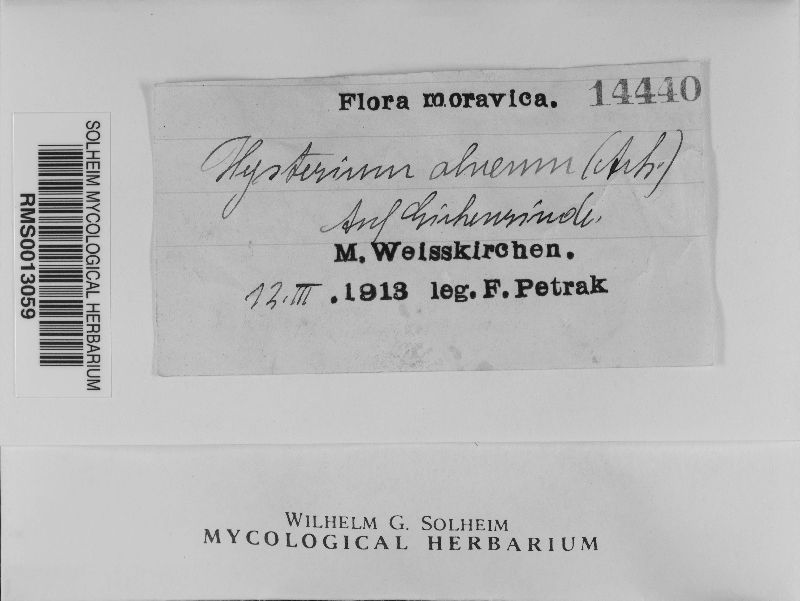 SOLHEIM MYCOLOGICAL HERBARIUM
RMS0013059
Flora moravica. 14440
Hysterium alneum (Ach.)
Auf Eichenrinde.
M. Weisskirchen.
12. III .1913 leg. F. Petrak
WILHELM G. SOLHEIM
MYCOLOGICAL HERBARIUM